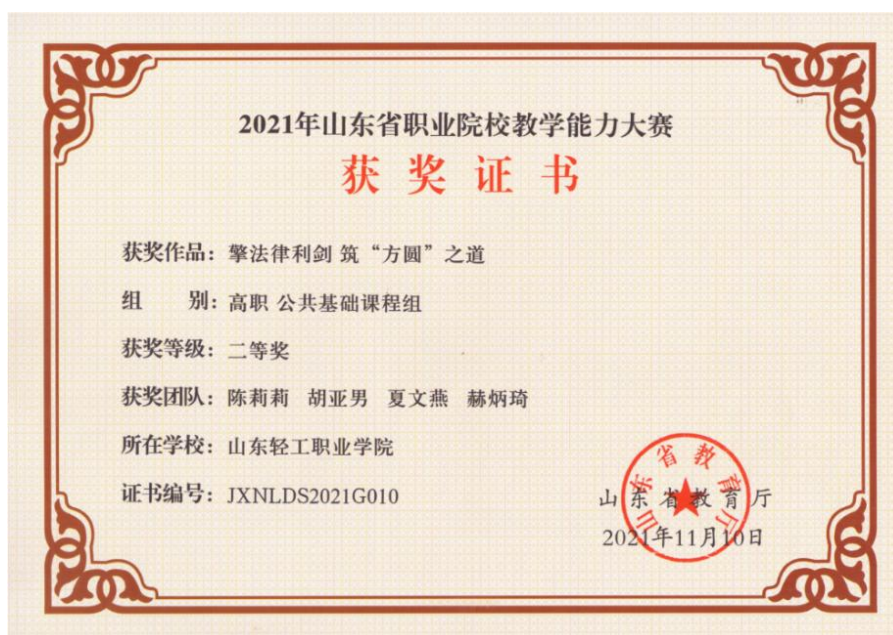 2021年山东省职业院校教学能力大赛
获奖证书
获奖作品：擎法律利剑 筑“方圆”之道
组 别：高职 公共基础课程组
获奖等级：二等奖
获奖团队：陈莉莉 胡亚男 夏文燕 赫炳琦
所在学校：山东轻工职业学院
证书编号：JXNLDS2021G010
山东省教育厅
山东省教育厅
2021年11月10日